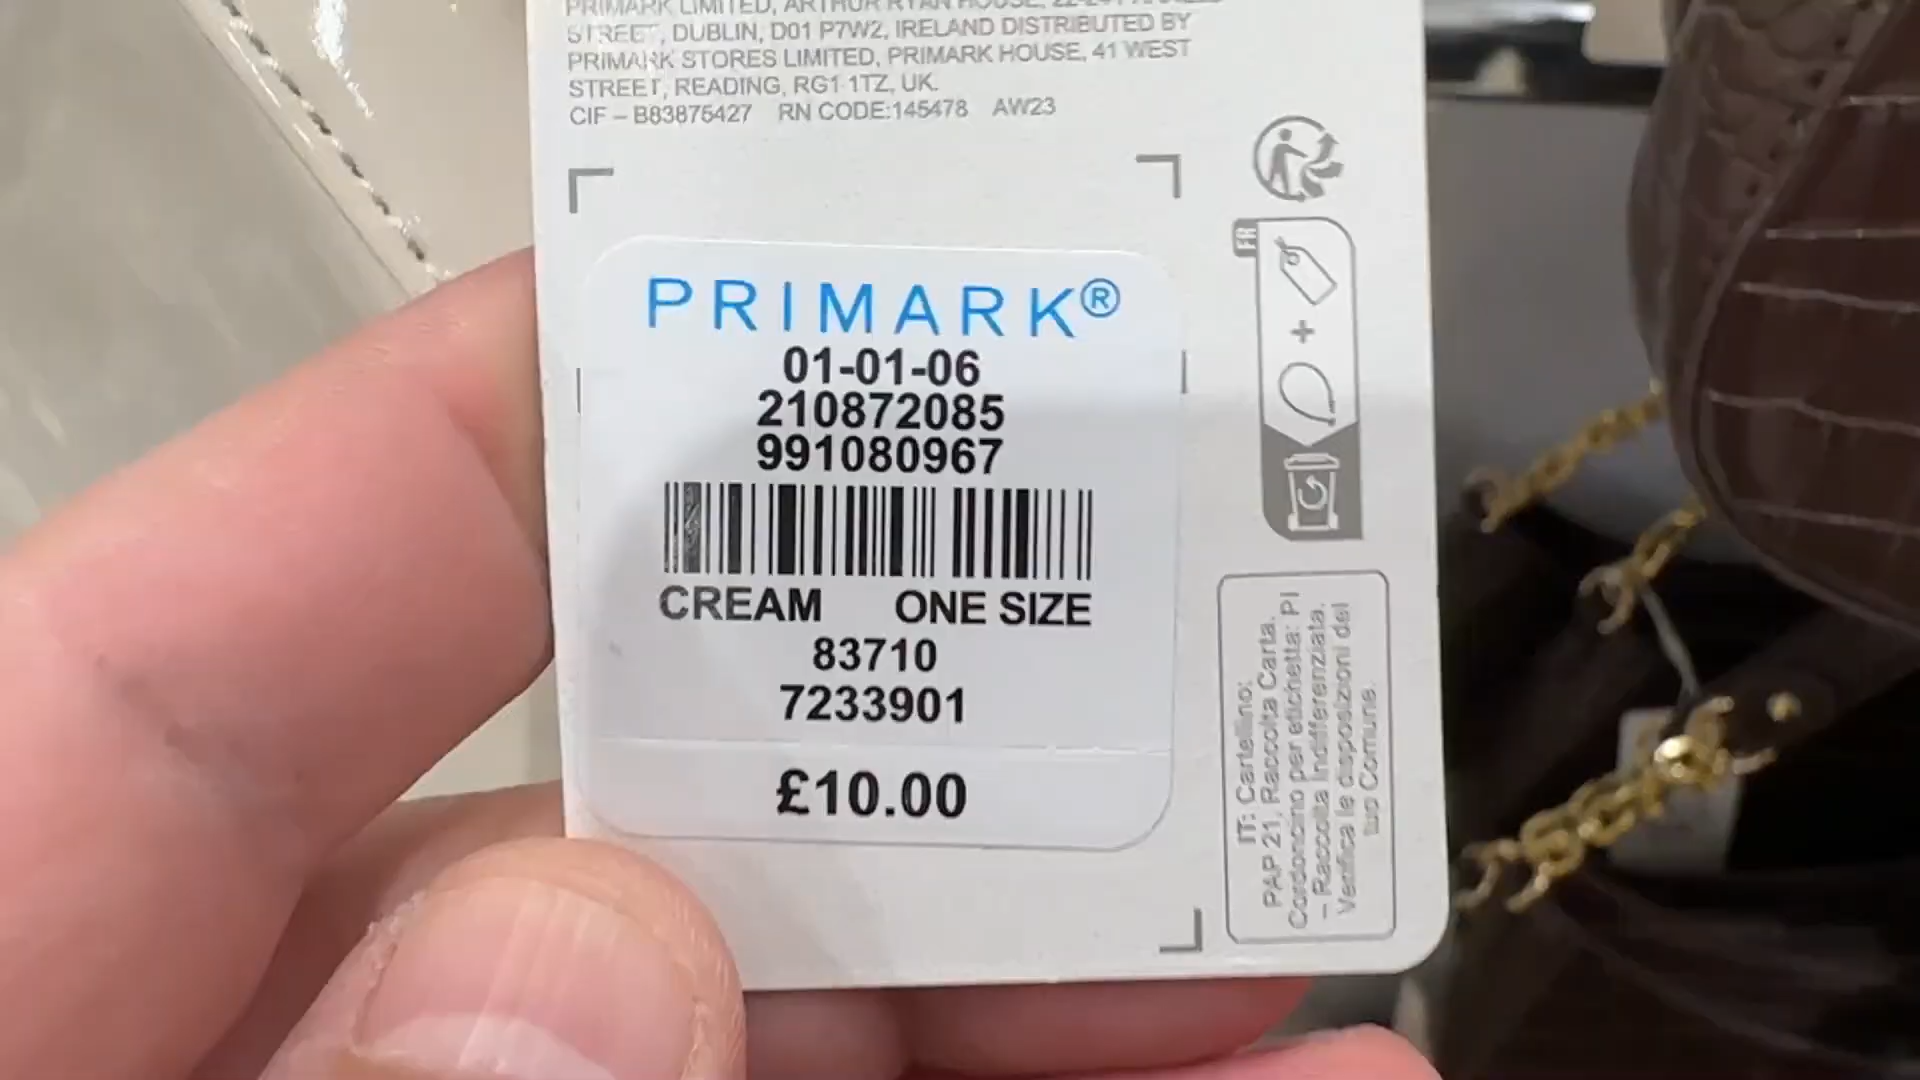 PRIMARK LIMITED, ARTHUR RYAN HOUSE,
STREET, DUBLIN, D01 P7W2, IRELAND DISTRIBUTED BY
PRIMARK STORES LIMITED, PRIMARK HOUSE, 41 WEST
STREET, READING, RG1 1TZ, UK.
CIF – B83875427 RN CODE:145478 AW23
PRIMARK®
01-01-06
210872085
991080967
CREAM ONE SIZE
83710
7233901
£10.00
FR
+
IT: Cartellino:
PAP 21, Raccolta Carta.
Cordoncino per etichetta: PI
– Raccolta Indifferenziata.
Verifica le disposizioni del
tuo Comune.